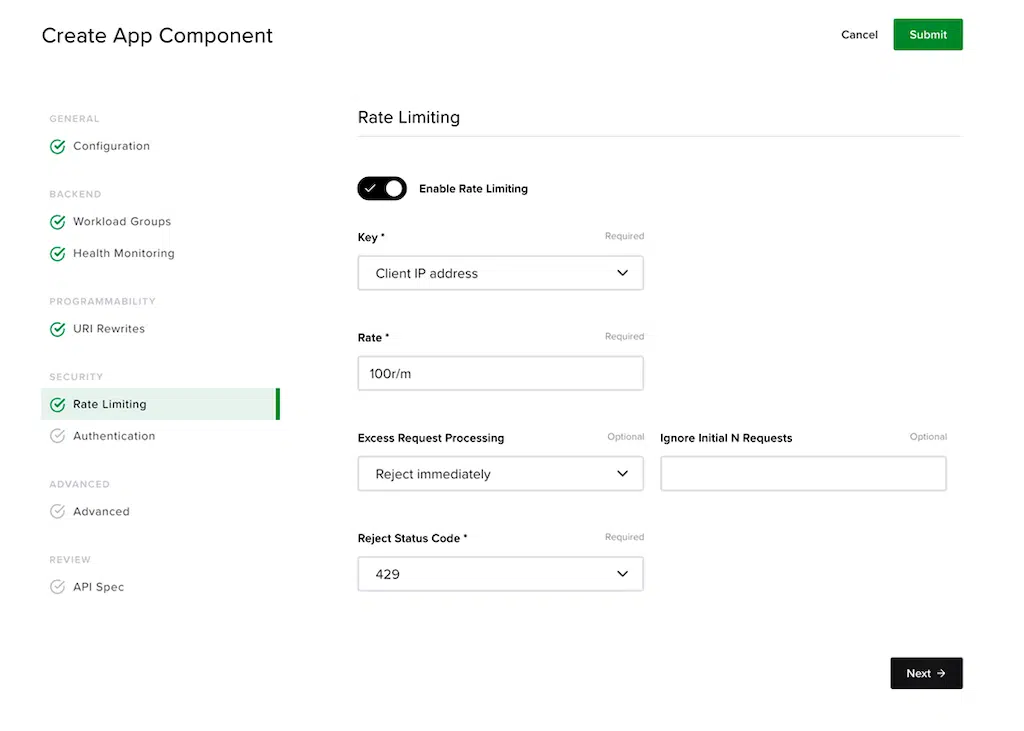 Create App Component
Cancel
Submit
GENERAL
Configuration
BACKEND
Workload Groups
Health Monitoring
PROGRAMMABILITY
URI Rewrites
SECURITY
Rate Limiting
Authentication
ADVANCED
Advanced
REVIEW
API Spec
Rate Limiting
Enable Rate Limiting
Key * Required
Client IP address
Rate * Required
100r/m
Excess Request Processing Optional
Reject immediately
Ignore Initial N Requests Optional
Reject Status Code * Required
429
Next →